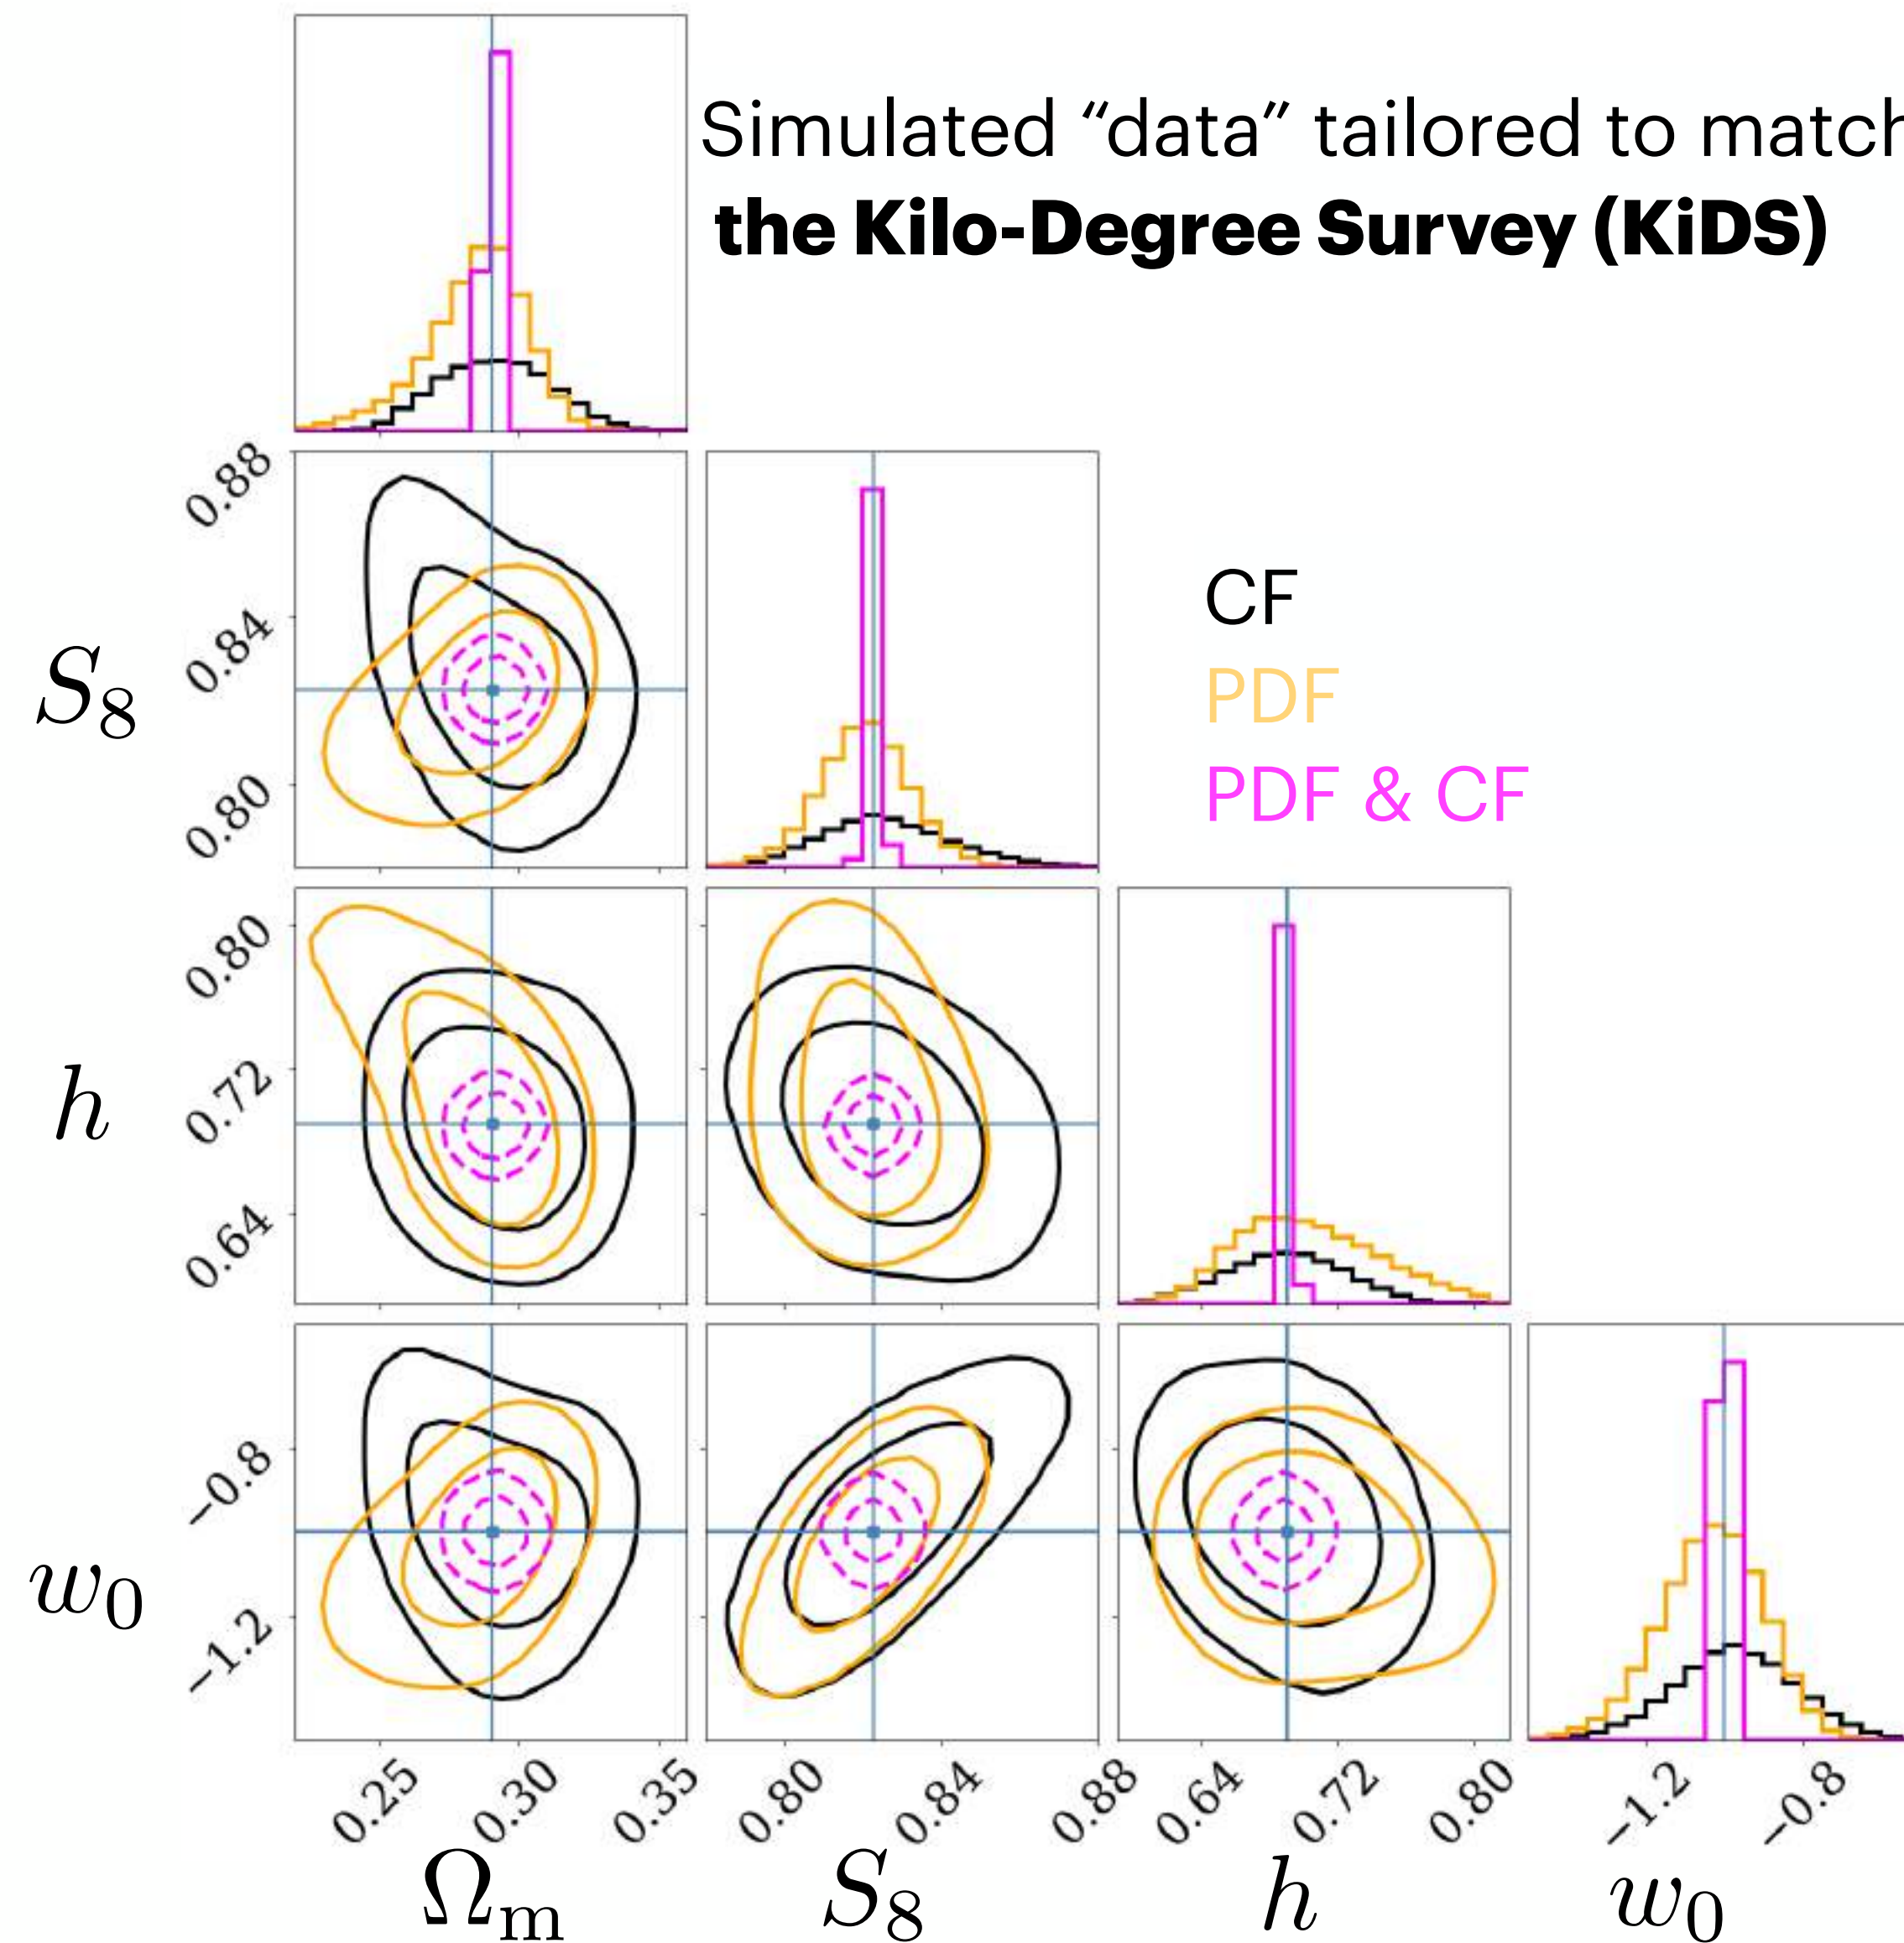 Simulated “data” tailored to match
the Kilo-Degree Survey (KiDS)
0.88
0.84
0.80
S₈
CF
PDF
PDF & CF
0.80
0.72
0.64
h
−0.8
−1.2
w₀
0.25 0.30 0.35 0.80 0.84 0.88 0.64 0.72 0.80 −1.2 −0.8
Ωₘ S₈ h w₀